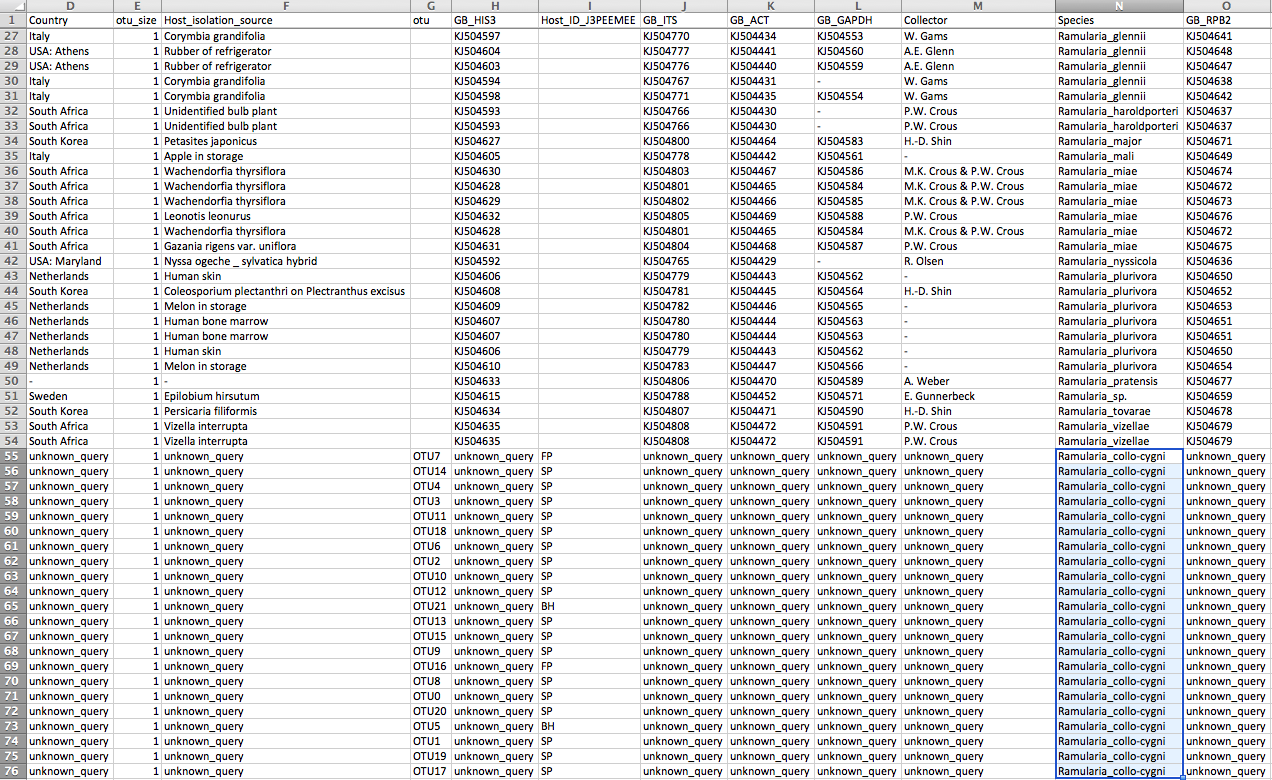 D E F G H I J K L M N O
1 Country otu_size Host_isolation_source otu GB_HIS3 Host_ID_J3PEEMEE GB_ITS GB_ACT GB_GAPDH Collector Species GB_RPB2
27 Italy 1 Corymbia grandifolia KJ504597 KJ504770 KJ504434 KJ504553 W. Gams Ramularia_glennii KJ504641
28 USA: Athens 1 Rubber of refrigerator KJ504604 KJ504777 KJ504441 KJ504560 A.E. Glenn Ramularia_glennii KJ504648
29 USA: Athens 1 Rubber of refrigerator KJ504603 KJ504776 KJ504440 KJ504559 A.E. Glenn Ramularia_glennii KJ504647
30 Italy 1 Corymbia grandifolia KJ504594 KJ504767 KJ504431 - W. Gams Ramularia_glennii KJ504638
31 Italy 1 Corymbia grandifolia KJ504598 KJ504771 KJ504435 KJ504554 W. Gams Ramularia_glennii KJ504642
32 South Africa 1 Unidentified bulb plant KJ504593 KJ504766 KJ504430 - P.W. Crous Ramularia_haroldporteri KJ504637
33 South Africa 1 Unidentified bulb plant KJ504593 KJ504766 KJ504430 - P.W. Crous Ramularia_haroldporteri KJ504637
34 South Korea 1 Petasites japonicus KJ504627 KJ504800 KJ504464 KJ504583 H.-D. Shin Ramularia_major KJ504671
35 Italy 1 Apple in storage KJ504605 KJ504778 KJ504442 KJ504561 - Ramularia_mali KJ504649
36 South Africa 1 Wachendorfia thyrsiflora KJ504630 KJ504803 KJ504467 KJ504586 M.K. Crous & P.W. Crous Ramularia_miae KJ504674
37 South Africa 1 Wachendorfia thyrsiflora KJ504628 KJ504801 KJ504465 KJ504584 M.K. Crous & P.W. Crous Ramularia_miae KJ504672
38 South Africa 1 Wachendorfia thyrsiflora KJ504629 KJ504802 KJ504466 KJ504585 M.K. Crous & P.W. Crous Ramularia_miae KJ504673
39 South Africa 1 Leonotis leonurus KJ504632 KJ504805 KJ504469 KJ504588 P.W. Crous Ramularia_miae KJ504676
40 South Africa 1 Wachendorfia thyrsiflora KJ504628 KJ504801 KJ504465 KJ504584 M.K. Crous & P.W. Crous Ramularia_miae KJ504672
41 South Africa 1 Gazania rigens var. uniflora KJ504631 KJ504804 KJ504468 KJ504587 P.W. Crous Ramularia_miae KJ504675
42 USA: Maryland 1 Nyssa ogeche _ sylvatica hybrid KJ504592 KJ504765 KJ504429 - R. Olsen Ramularia_nyssicola KJ504636
43 Netherlands 1 Human skin KJ504606 KJ504779 KJ504443 KJ504562 - Ramularia_plurivora KJ504650
44 South Korea 1 Coleosporium plectanthri on Plectranthus excisus KJ504608 KJ504781 KJ504445 KJ504564 H.-D. Shin Ramularia_plurivora KJ504652
45 Netherlands 1 Melon in storage KJ504609 KJ504782 KJ504446 KJ504565 - Ramularia_plurivora KJ504653
46 Netherlands 1 Human bone marrow KJ504607 KJ504780 KJ504444 KJ504563 - Ramularia_plurivora KJ504651
47 Netherlands 1 Human bone marrow KJ504607 KJ504780 KJ504444 KJ504563 - Ramularia_plurivora KJ504651
48 Netherlands 1 Human skin KJ504606 KJ504779 KJ504443 KJ504562 - Ramularia_plurivora KJ504650
49 Netherlands 1 Melon in storage KJ504610 KJ504783 KJ504447 KJ504566 - Ramularia_plurivora KJ504654
50 - 1 - KJ504633 KJ504806 KJ504470 KJ504589 A. Weber Ramularia_pratensis KJ504677
51 Sweden 1 Epilobium hirsutum KJ504615 KJ504788 KJ504452 KJ504571 E. Gunnerbeck Ramularia_sp. KJ504659
52 South Korea 1 Persicaria filiformis KJ504634 KJ504807 KJ504471 KJ504590 H.-D. Shin Ramularia_tovarae KJ504678
53 South Africa 1 Vizella interrupta KJ504635 KJ504808 KJ504472 KJ504591 P.W. Crous Ramularia_vizellae KJ504679
54 South Africa 1 Vizella interrupta KJ504635 KJ504808 KJ504472 KJ504591 P.W. Crous Ramularia_vizellae KJ504679
55 unknown_query 1 unknown_query OTU7 unknown_query FP unknown_query unknown_query unknown_query unknown_query Ramularia_collo-cygni unknown_query
56 unknown_query 1 unknown_query OTU14 unknown_query SP unknown_query unknown_query unknown_query unknown_query Ramularia_collo-cygni unknown_query
57 unknown_query 1 unknown_query OTU4 unknown_query SP unknown_query unknown_query unknown_query unknown_query Ramularia_collo-cygni unknown_query
58 unknown_query 1 unknown_query OTU3 unknown_query SP unknown_query unknown_query unknown_query unknown_query Ramularia_collo-cygni unknown_query
59 unknown_query 1 unknown_query OTU11 unknown_query SP unknown_query unknown_query unknown_query unknown_query Ramularia_collo-cygni unknown_query
60 unknown_query 1 unknown_query OTU18 unknown_query SP unknown_query unknown_query unknown_query unknown_query Ramularia_collo-cygni unknown_query
61 unknown_query 1 unknown_query OTU6 unknown_query SP unknown_query unknown_query unknown_query unknown_query Ramularia_collo-cygni unknown_query
62 unknown_query 1 unknown_query OTU2 unknown_query SP unknown_query unknown_query unknown_query unknown_query Ramularia_collo-cygni unknown_query
63 unknown_query 1 unknown_query OTU10 unknown_query SP unknown_query unknown_query unknown_query unknown_query Ramularia_collo-cygni unknown_query
64 unknown_query 1 unknown_query OTU12 unknown_query SP unknown_query unknown_query unknown_query unknown_query Ramularia_collo-cygni unknown_query
65 unknown_query 1 unknown_query OTU21 unknown_query BH unknown_query unknown_query unknown_query unknown_query Ramularia_collo-cygni unknown_query
66 unknown_query 1 unknown_query OTU13 unknown_query SP unknown_query unknown_query unknown_query unknown_query Ramularia_collo-cygni unknown_query
67 unknown_query 1 unknown_query OTU15 unknown_query SP unknown_query unknown_query unknown_query unknown_query Ramularia_collo-cygni unknown_query
68 unknown_query 1 unknown_query OTU9 unknown_query SP unknown_query unknown_query unknown_query unknown_query Ramularia_collo-cygni unknown_query
69 unknown_query 1 unknown_query OTU16 unknown_query FP unknown_query unknown_query unknown_query unknown_query Ramularia_collo-cygni unknown_query
70 unknown_query 1 unknown_query OTU8 unknown_query SP unknown_query unknown_query unknown_query unknown_query Ramularia_collo-cygni unknown_query
71 unknown_query 1 unknown_query OTU0 unknown_query SP unknown_query unknown_query unknown_query unknown_query Ramularia_collo-cygni unknown_query
72 unknown_query 1 unknown_query OTU20 unknown_query SP unknown_query unknown_query unknown_query unknown_query Ramularia_collo-cygni unknown_query
73 unknown_query 1 unknown_query OTU5 unknown_query BH unknown_query unknown_query unknown_query unknown_query Ramularia_collo-cygni unknown_query
74 unknown_query 1 unknown_query OTU1 unknown_query SP unknown_query unknown_query unknown_query unknown_query Ramularia_collo-cygni unknown_query
75 unknown_query 1 unknown_query OTU19 unknown_query SP unknown_query unknown_query unknown_query unknown_query Ramularia_collo-cygni unknown_query
76 unknown_query 1 unknown_query OTU17 unknown_query SP unknown_query unknown_query unknown_query unknown_query Ramularia_collo-cygni unknown_query